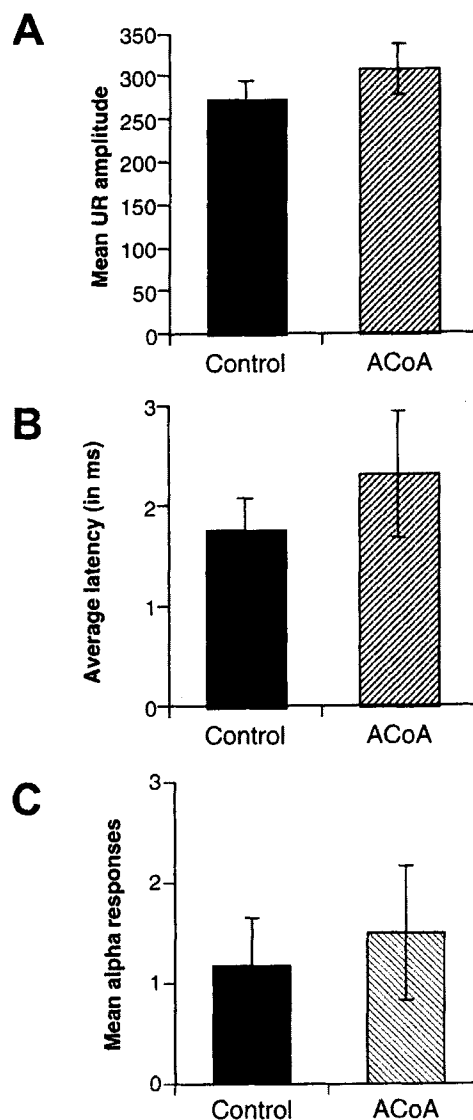 A
Mean UR amplitude
350
300
250
200
150
100
50
0
Control
ACoA
B
Average latency (in ms)
3
2
1
0
Control
ACoA
C
Mean alpha responses
3
2
1
0
Control
ACoA